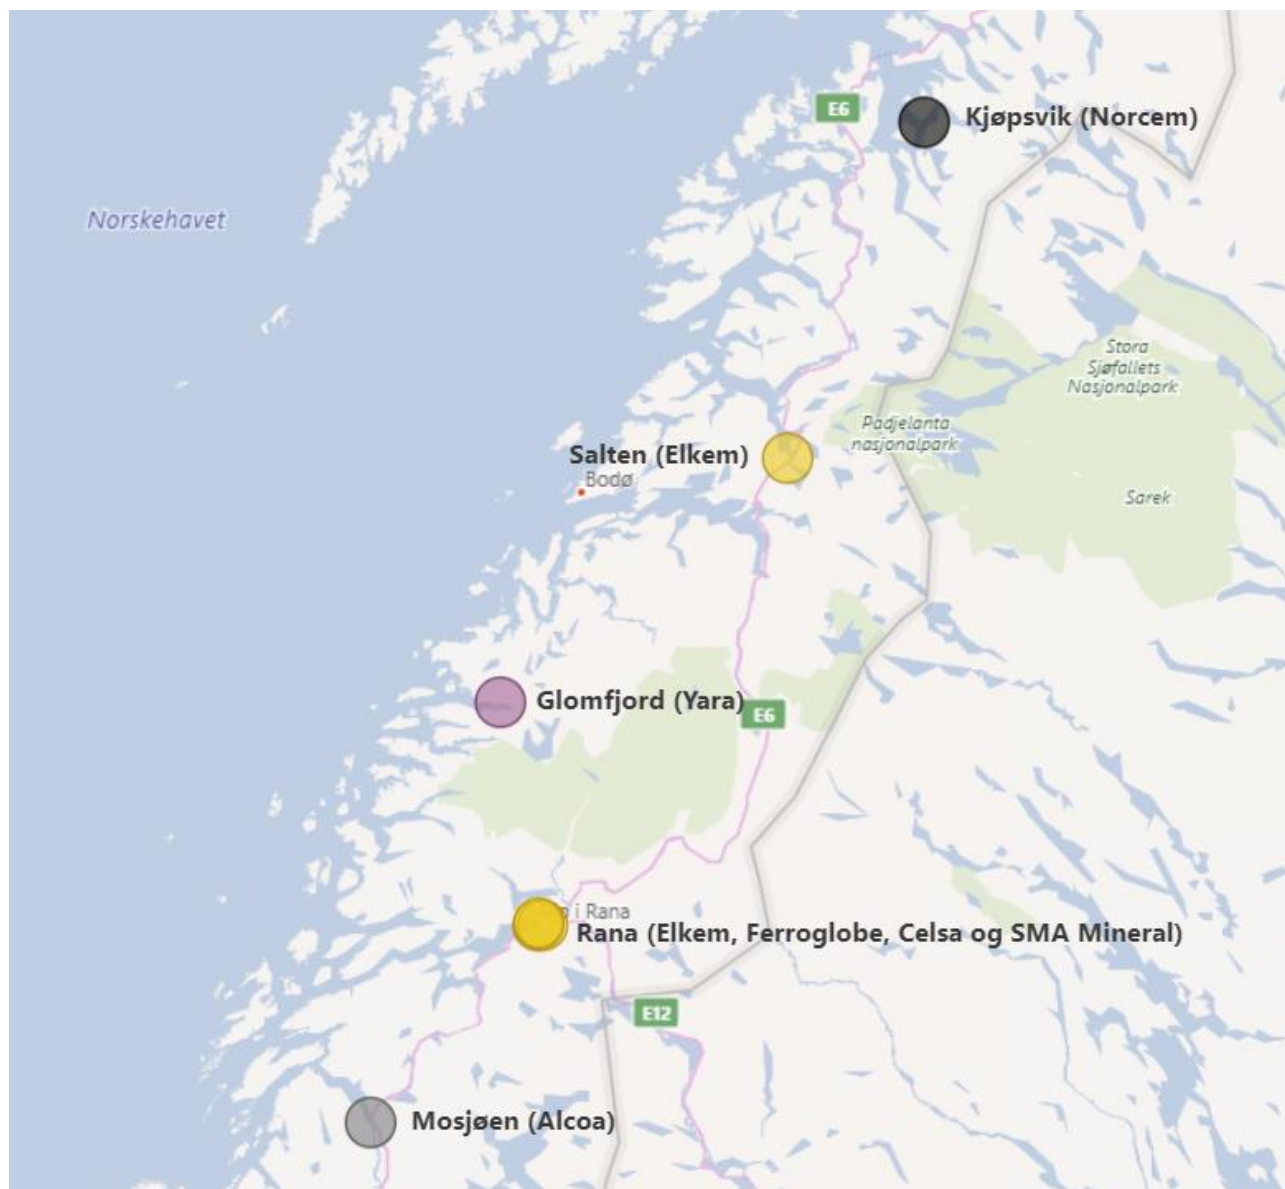 E6
Kjøpsvik (Norcem)
Norskehavet
Stora
Sjøfallets
Nasjonalpark
Padjelanta
nasjonalpark
Salten (Elkem)
Bodø
Sarek
Glomfjord (Yara)
E6
i Rana
Rana (Elkem, Ferroglobe, Celsa og SMA Mineral)
E12
Mosjøen (Alcoa)